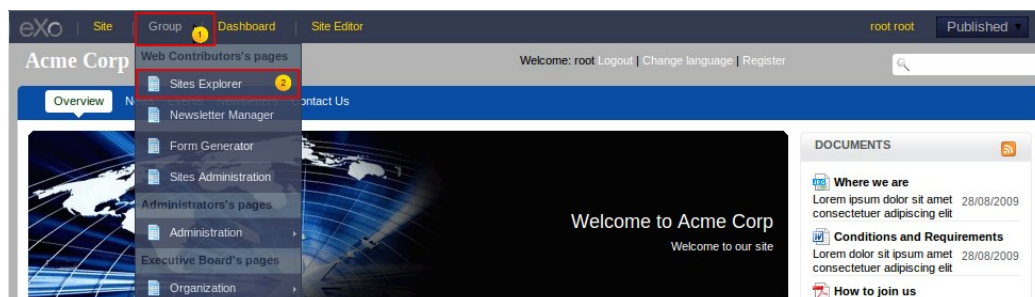 eXo Site Group 1 Dashboard Site Editor root root Published
Acme Corp Web Contributors's pages Welcome: root Logout | Change language | Register
Sites Explorer 2
Overview Contact Us
Newsletter Manager
Form Generator
Sites Administration
Administrators's pages
Administration
Executive Board's pages
Organization
Welcome to Acme Corp
Welcome to our site
DOCUMENTS
Where we are
Lorem ipsum dolor sit amet 28/08/2009
consectetuer adipiscing elit
Conditions and Requirements
Lorem dolor sit ipsum amet 28/08/2009
consectetuer adipiscing elit
How to join us